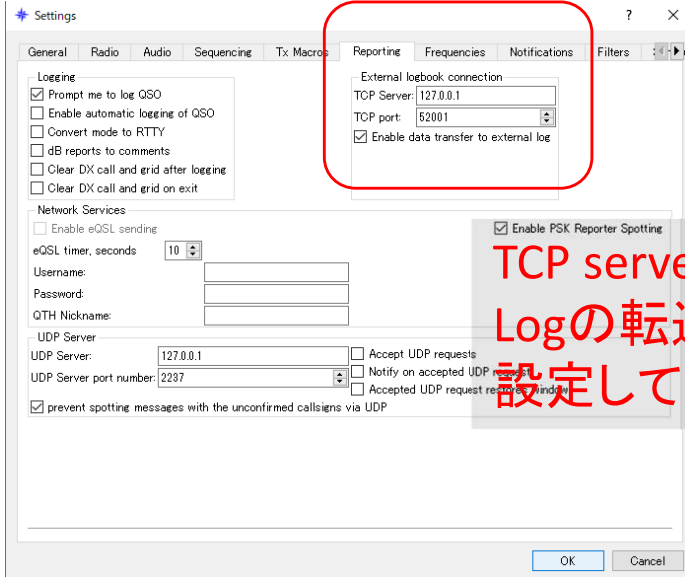 Settings
General Radio Audio Sequencing Tx Macros Reporting Frequencies Notifications Filters
Logging
Prompt me to log QSO
Enable automatic logging of QSO
Convert mode to RTTY
dB reports to comments
Clear DX call and grid after logging
Clear DX call and grid on exit
External logbook connection
TCP Server: 127.0.0.1
TCP port: 52001
Enable data transfer to external log
Network Services
Enable eQSL sending
Enable PSK Reporter Spotting
eQSL timer, seconds 10
Username:
Password:
QTH Nickname:
TCP serve
Logの転送
設定して
UDP Server
UDP Server: 127.0.0.1
UDP Server port number: 2237
Accept UDP requests
Notify on accepted UDP request
Accepted UDP request restores window
prevent spotting messages with the unconfirmed callsigns via UDP
OK Cancel